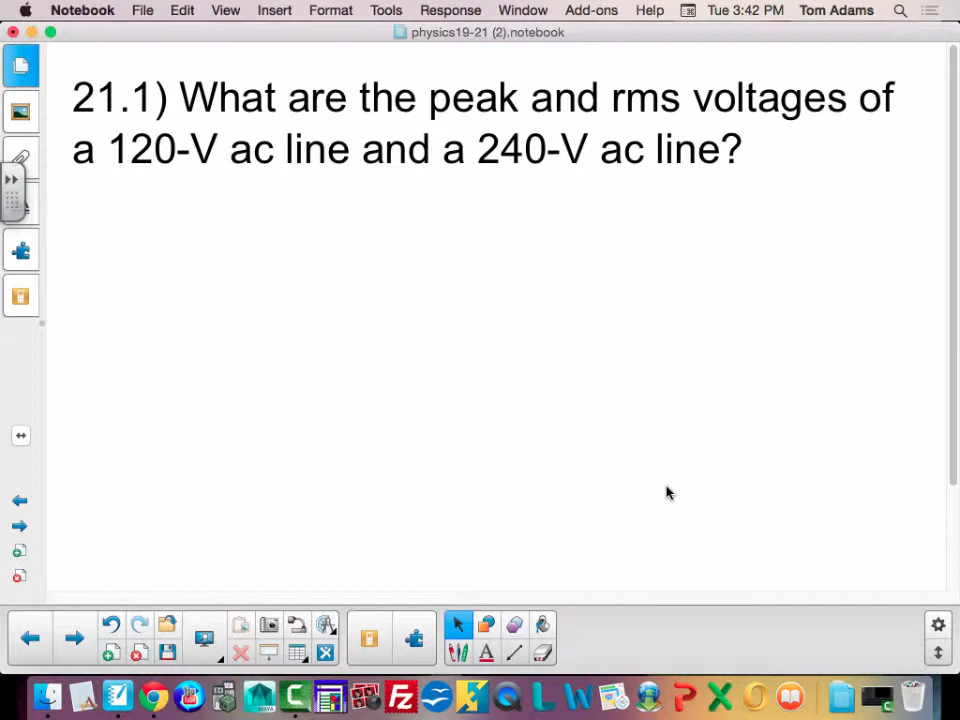 Notebook File Edit View Insert Format Tools Response Window Add-ons Help Tue 3:42 PM Tom Adams
physics19-21 (2).notebook
21.1) What are the peak and rms voltages of
a 120-V ac line and a 240-V ac line?